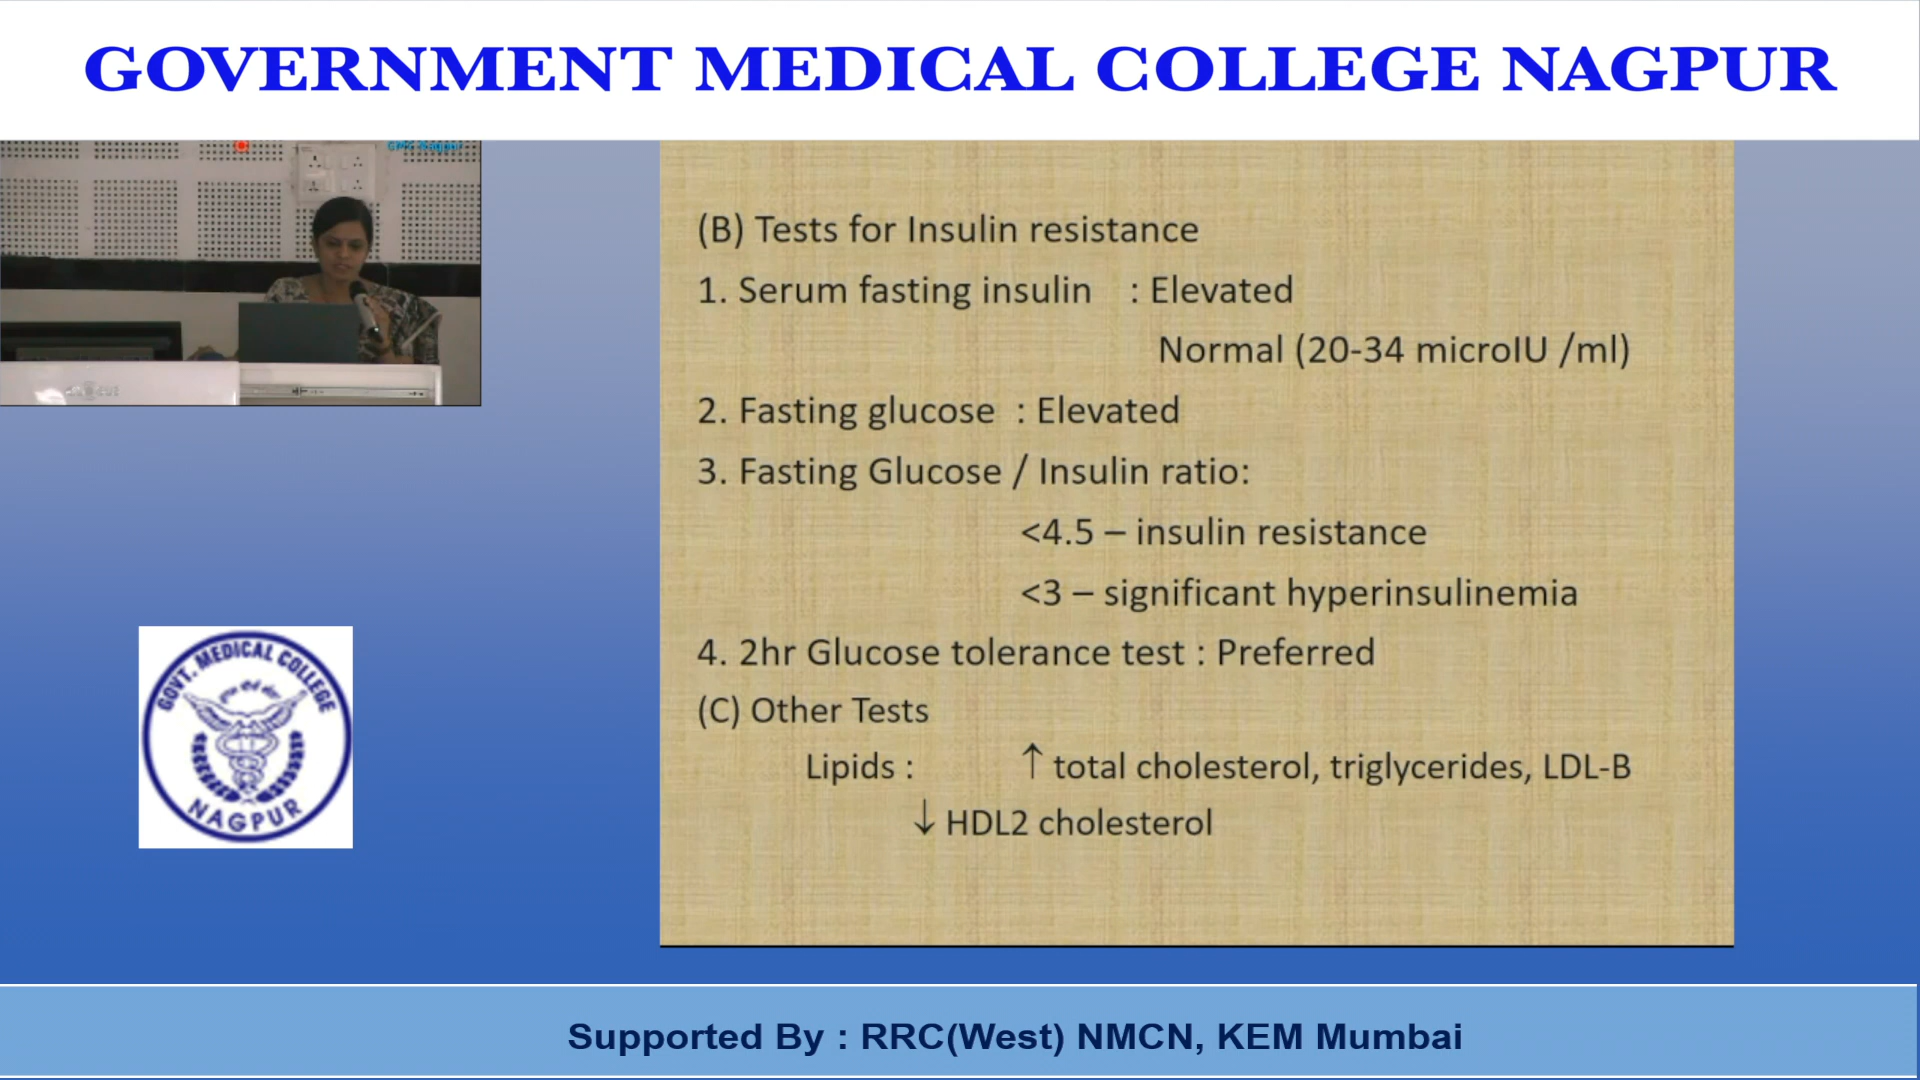 GOVERNMENT MEDICAL COLLEGE NAGPUR
GMC Nagpur
(B) Tests for Insulin resistance
1. Serum fasting insulin : Elevated
Normal (20-34 microIU /ml)
2. Fasting glucose : Elevated
3. Fasting Glucose / Insulin ratio:
<4.5 – insulin resistance
<3 – significant hyperinsulinemia
4. 2hr Glucose tolerance test : Preferred
(C) Other Tests
Lipids : ↑ total cholesterol, triglycerides, LDL-B
↓ HDL2 cholesterol
GOVT. MEDICAL COLLEGE
NAGPUR
Supported By : RRC(West) NMCN, KEM Mumbai